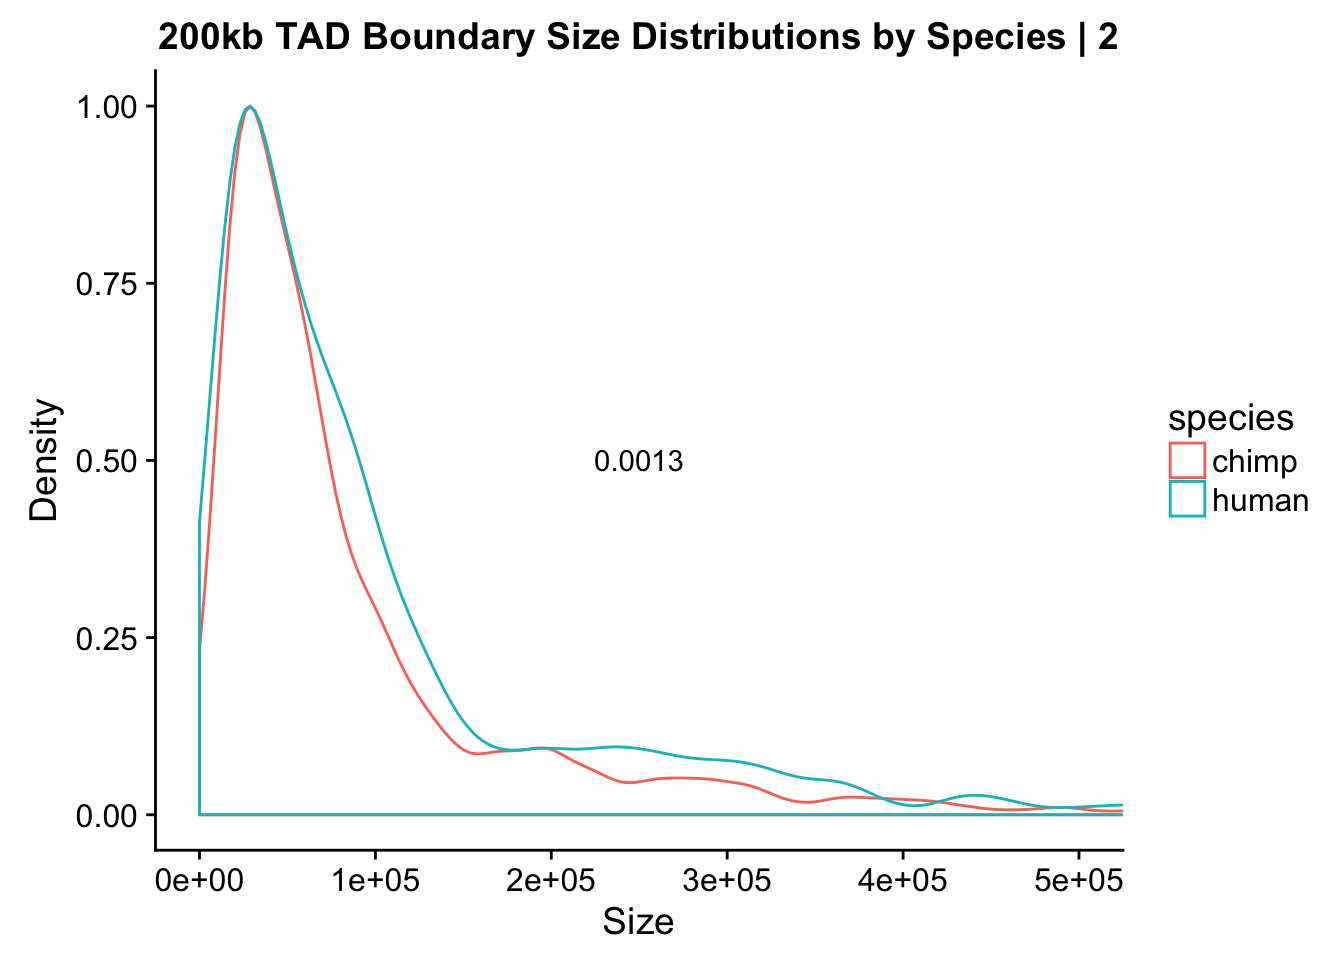 200kb TAD Boundary Size Distributions by Species | 2
1.00
0.75
0.50
0.25
0.00
Density
0.0013
0e+00
1e+05
2e+05
3e+05
4e+05
5e+05
Size
species
chimp
human